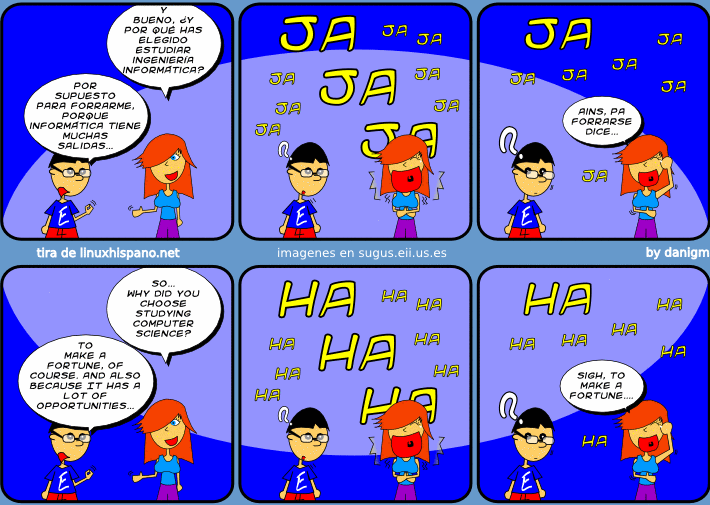 Y
BUENO, ¿Y
POR QUÉ HAS
ELEGIDO
ESTUDIAR
INGENIERÍA
INFORMÁTICA?
POR
SUPUESTO
PARA FORRARME,
PORQUE
INFORMÁTICA TIENE
MUCHAS
SALIDAS...
E
JA
JA
JA
JA
JA
JA
JA
JA
JA
JA
E
JA
JA
JA
JA
JA
JA
AINS, PA
FORRARSE
DICE...
JA
E
tira de linuxhispano.net
imagenes en sugus.eii.us.es
by danigm
SO...
WHY DID YOU
CHOOSE
STUDYING
COMPUTER
SCIENCE?
TO
MAKE A
FORTUNE, OF
COURSE. AND ALSO
BECAUSE IT HAS A
LOT OF
OPPORTUNITIES...
E
HA
HA
HA
HA
HA
HA
HA
HA
HA
HA
E
HA
HA
HA
HA
HA
HA
SIGH, TO
MAKE A
FORTUNE....
HA
E